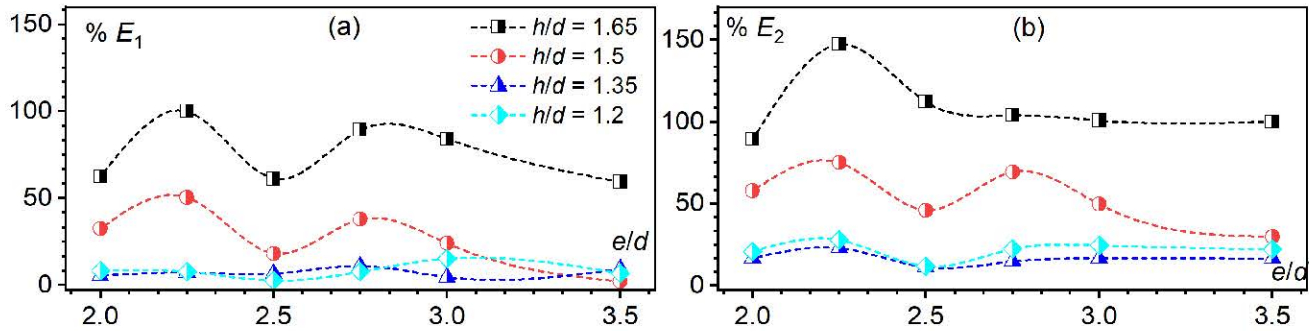 150
100
50
0
% E₁
(a)
h/d = 1.65
h/d = 1.5
h/d = 1.35
h/d = 1.2
e/d
2.0 2.5 3.0 3.5
150
100
50
0
% E₂
(b)
e/d
2.0 2.5 3.0 3.5